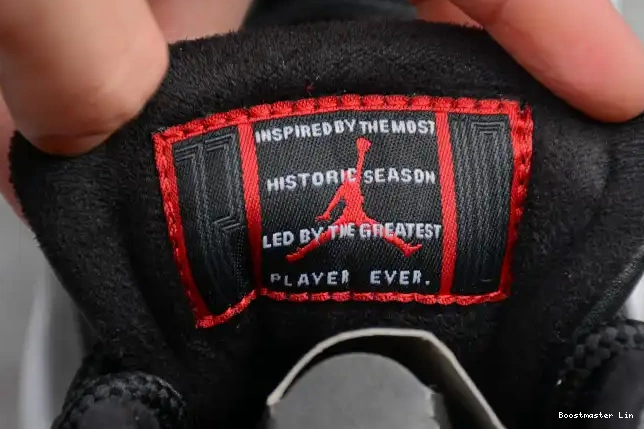 INSPIRED BY THE MOST
HISTORIC SEASON
LED BY THE GREATEST
PLAYER EVER.
Boostmaster Lin